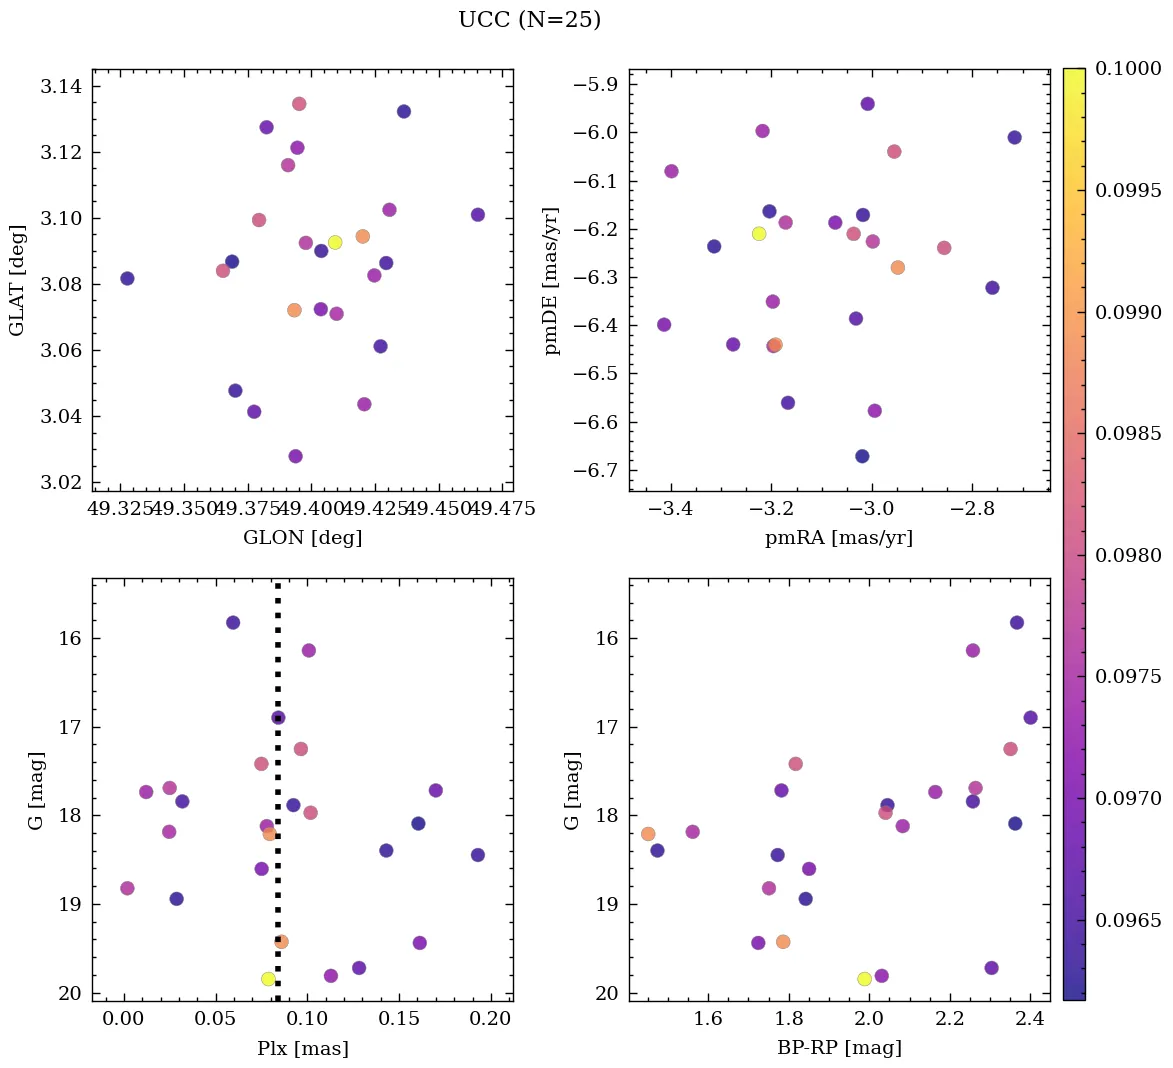 UCC (N=25)
3.14
3.12
3.10
3.08
3.06
3.04
3.02
GLAT [deg]
49.325 49.350 49.375 49.400 49.425 49.450 49.475
GLON [deg]
−5.9
−6.0
−6.1
−6.2
−6.3
−6.4
−6.5
−6.6
−6.7
pmDE [mas/yr]
−3.4 −3.2 −3.0 −2.8
pmRA [mas/yr]
16
17
18
19
20
G [mag]
0.00 0.05 0.10 0.15 0.20
Plx [mas]
16
17
18
19
20
G [mag]
1.6 1.8 2.0 2.2 2.4
BP-RP [mag]
0.1000
0.0995
0.0990
0.0985
0.0980
0.0975
0.0970
0.0965